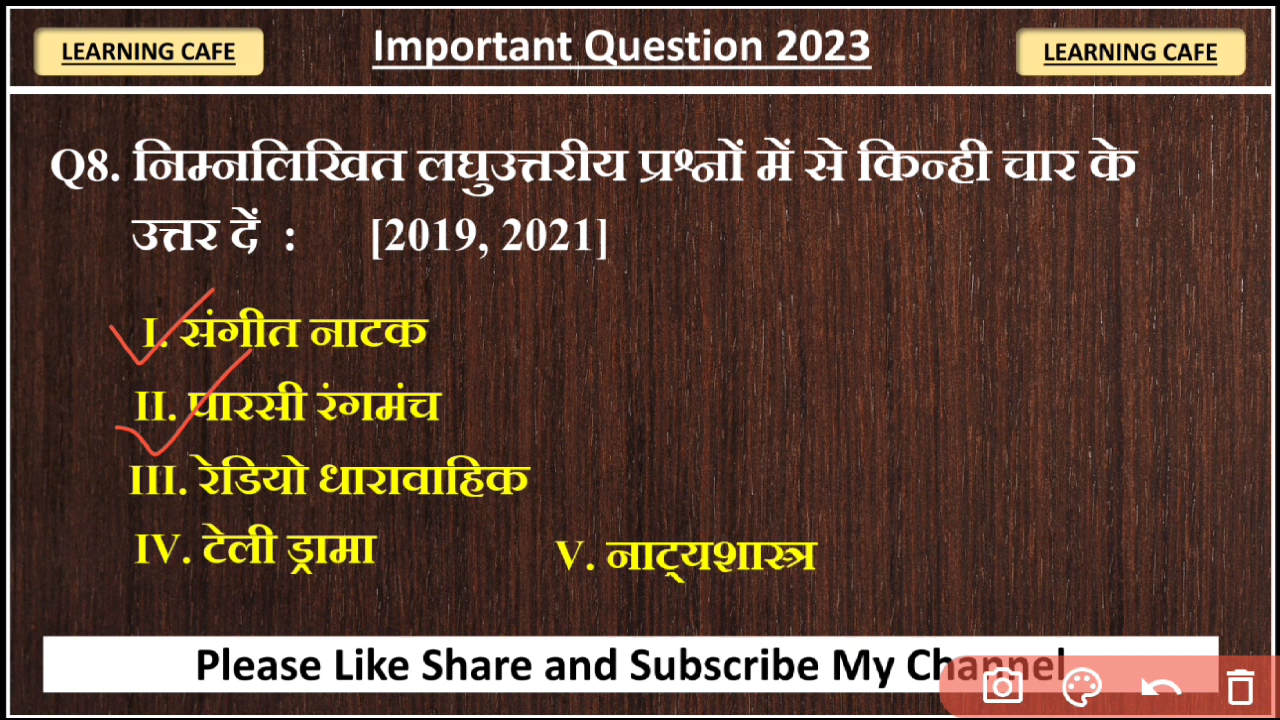 LEARNING CAFE
Important Question 2023
LEARNING CAFE
Q8. निम्नलिखित लघुउत्तरीय प्रश्नों में से किन्ही चार के
उत्तर दें : [2019, 2021]
I. संगीत नाटक
II. पारसी रंगमंच
III. रेडियो धारावाहिक
IV. टेली ड्रामा
V. नाट्यशास्त्र
Please Like Share and Subscribe My Channel